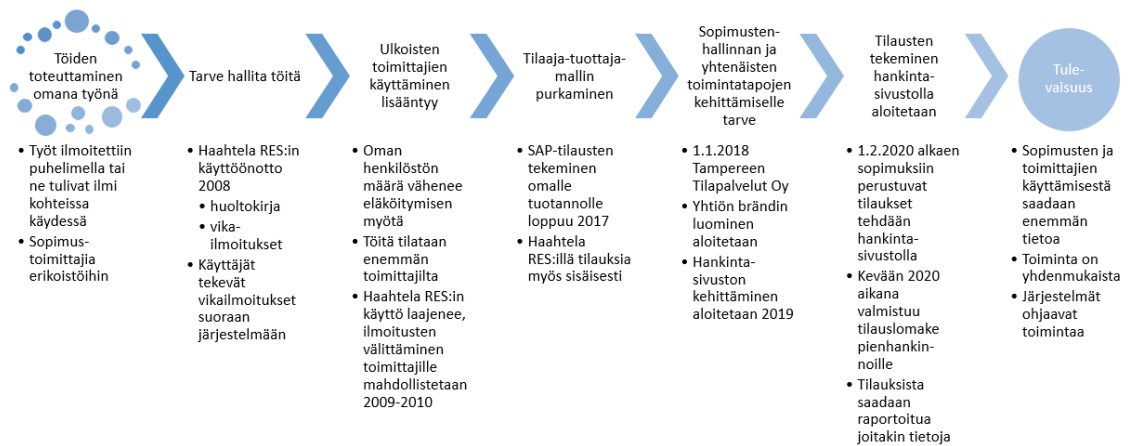 Töiden
toteuttaminen
omana työnä
Tarve hallita töitä
Ulkoisten
toimittajien
käyttäminen
lisääntyy
Tilaaja-tuottaja-
mallin
purkaminen
Sopimusten-
hallinnan ja
yhtenäisten
toimintatapojen
kehittämiselle
tarve
Tilausten
tekeminen
hankinta-
sivustolla
aloitetaan
Tule-
vaisuus
• Työt ilmoitettiin
puhelimella tai
ne tulivat ilmi
kohteissa
käydessä
• Sopimus-
toimittajia
erikoistöihin
• Haahtela RES:in
käyttöönotto
2008
• huoltokirja
• vika-
ilmoitukset
• Käyttäjät
tekevät
vikailmoitukset
suoraan
järjestelmään
• Oman
henkilöstön
määrä vähenee
eläköitymisen
myötä
• Töitä tilataan
enemmän
toimittajilta
• Haahtela RES:in
käyttö laajenee,
ilmoitusten
välittäminen
toimittajille
mahdollistetaan
2009-2010
• SAP-tilausten
tekeminen
omalle
tuotannolle
loppuu 2017
• Haahtela
RES:illä tilauksia
myös sisäisesti
• 1.1.2018
Tampereen
Tilapalvelut Oy
• Yhtiön brändin
luominen
aloitetaan
• Hankinta-
sivuston
kehittäminen
aloitetaan 2019
• 1.2.2020 alkaen
sopimuksiin
perustuvat
tilaukset
tehdään
hankinta-
sivustolla
• Kevään 2020
aikana
valmistuu
tilauslomake
pienhankin-
noille
• Tilauksista
saadaan
raportoitua
joitakin tietoja
• Sopimusten ja
toimittajien
käyttämisestä
saadaan
enemmän
tietoa
• Toiminta on
yhdenmukaista
• Järjestelmät
ohjaavat
toimintaa